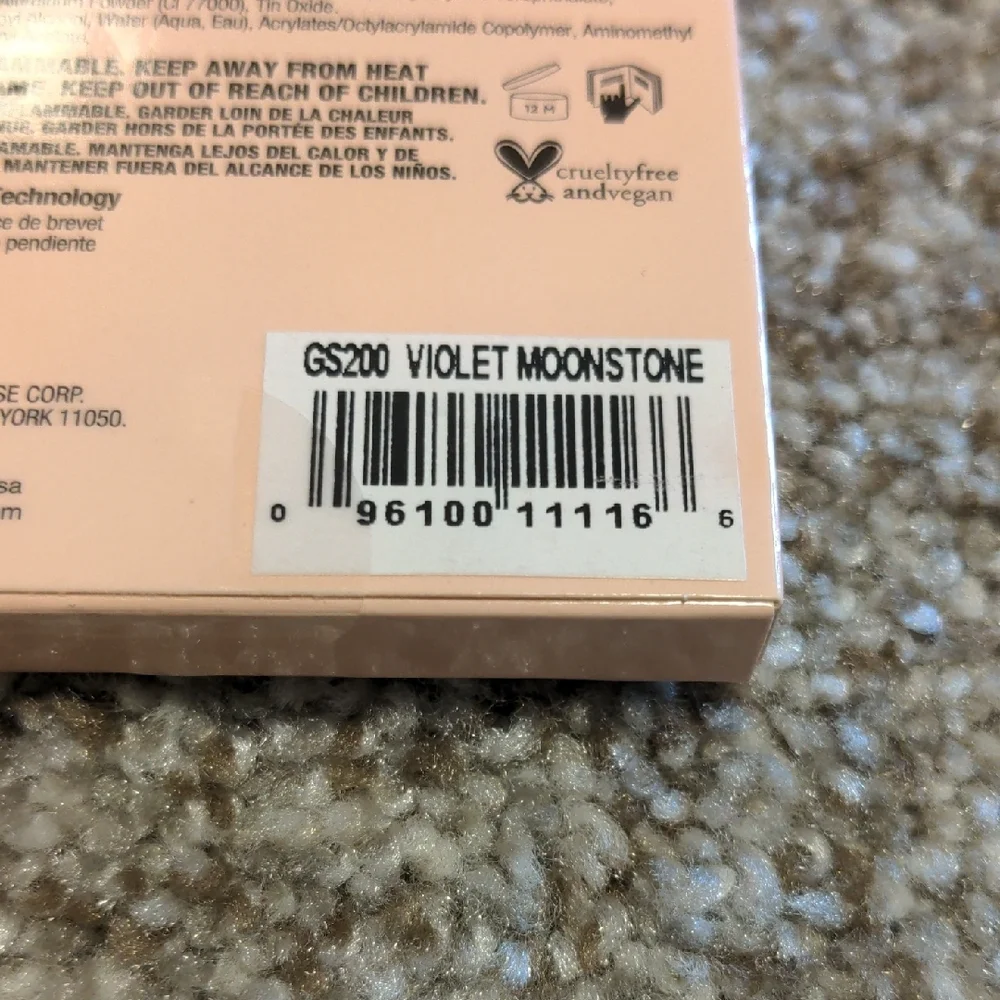 Powder (CI 77000), Tin Oxide.
Water (Aqua, Eau), Acrylates/Octylacrylamide Copolymer, Aminomethyl
KEEP AWAY FROM HEAT
KEEP OUT OF REACH OF CHILDREN.
GARDER LOIN DE LA CHALEUR
GARDER HORS DE LA PORTÉE DES ENFANTS.
AMABLE. MANTENGA LEJOS DEL CALOR Y DE
MANTENER FUERA DEL ALCANCE DE LOS NIÑOS.
12 M
crueltyfree
andvegan
Technology
ce de brevet
pendiente
SE CORP.
YORK 11050.
sa
om
GS200 VIOLET MOONSTONE
0 96100 11116 6